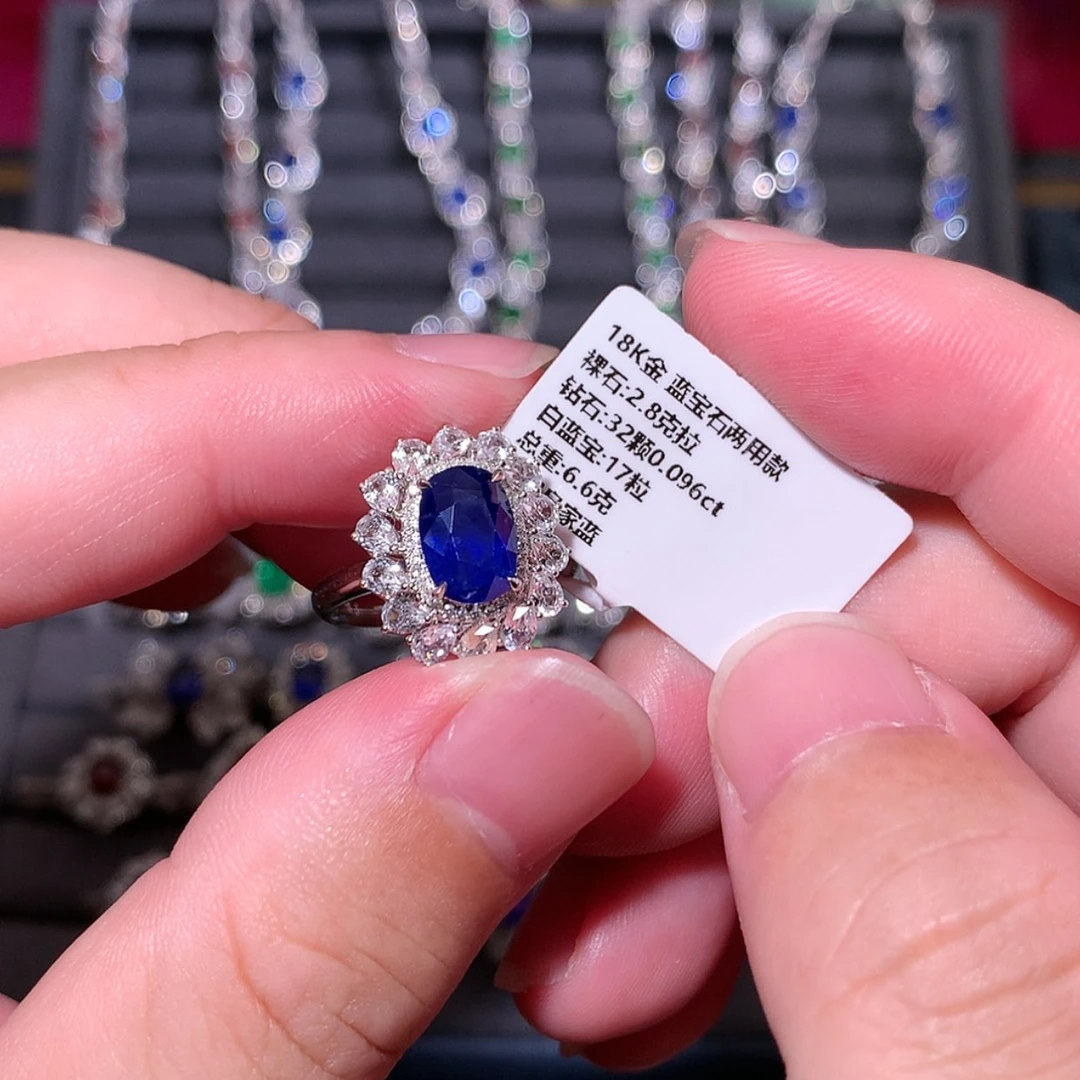 18K金 蓝宝石两用款
裸石:2.8克拉
钻石:32颗0.096ct
白蓝宝:17粒
总重:6.6克
家蓝